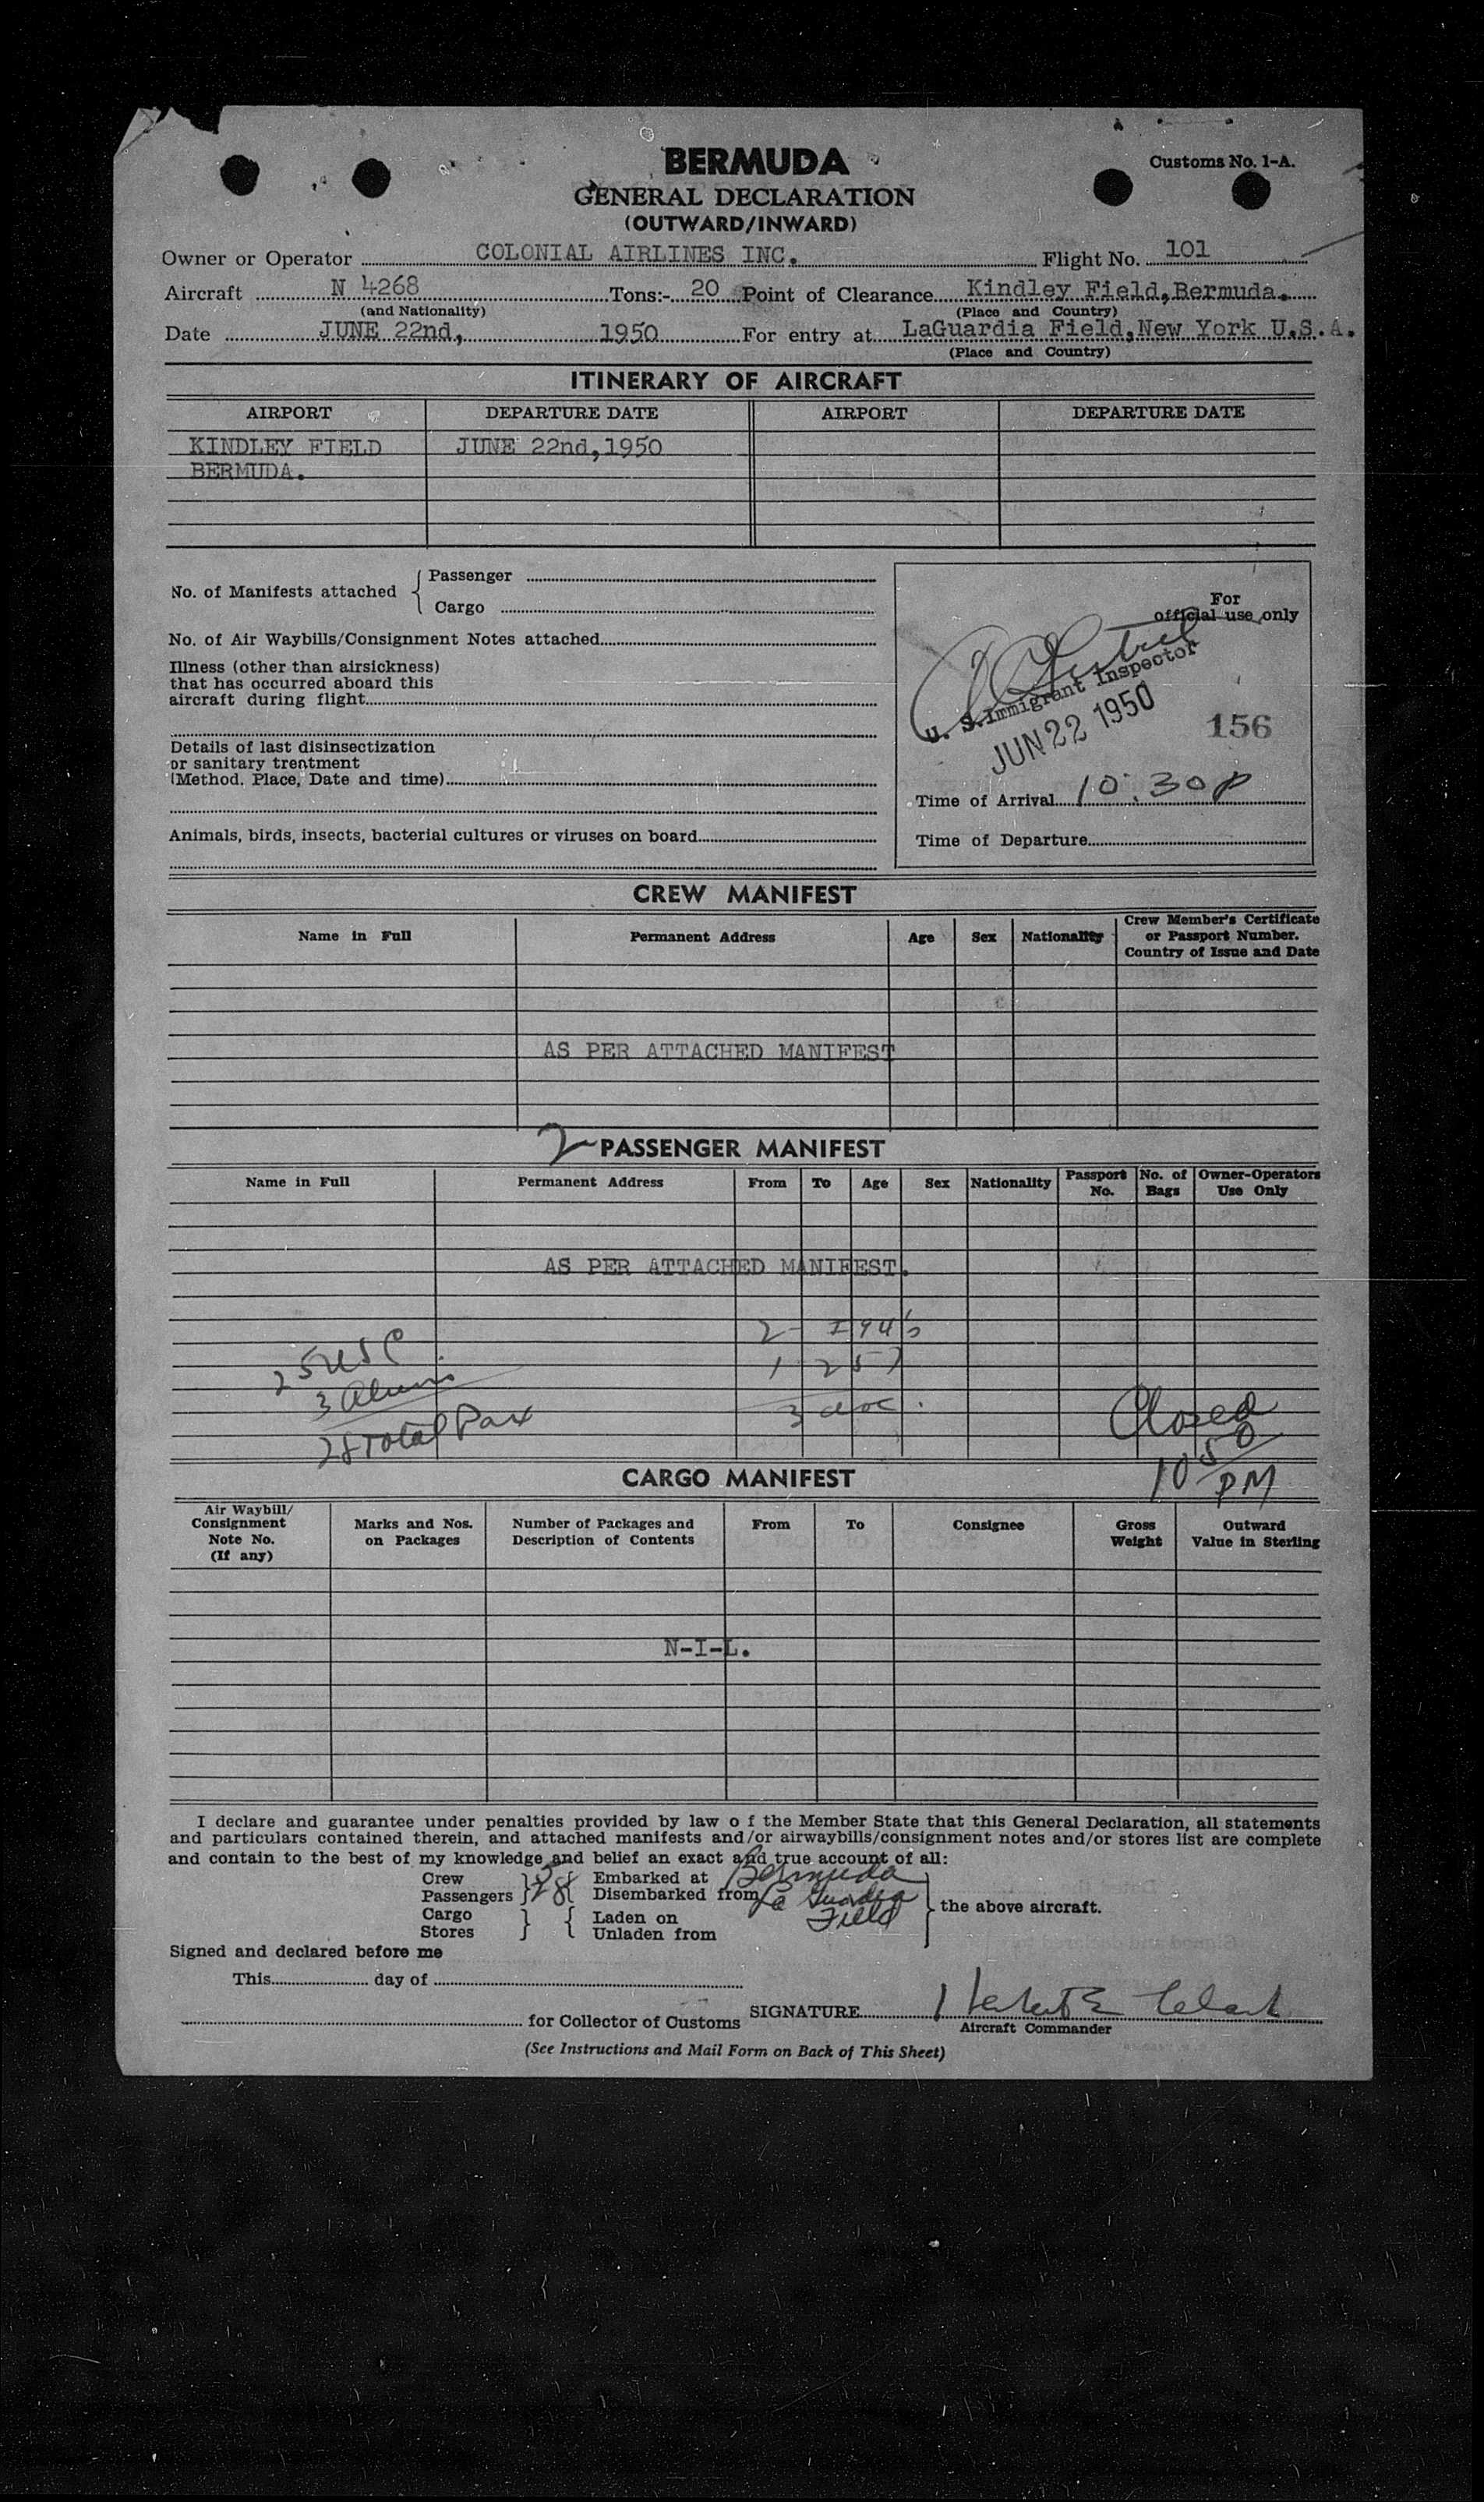 BERMUDA
Customs No. 1-A.
GENERAL DECLARATION
(OUTWARD/INWARD)
Owner or Operator COLONIAL AIRLINES INC. Flight No. 101
Aircraft N 4268 Tons:- 20 Point of Clearance Kindley Field, Bermuda.
(and Nationality) (Place and Country)
Date JUNE 22nd, 1950 For entry at LaGuardia Field, New York U.S.A.
(Place and Country)
ITINERARY OF AIRCRAFT
AIRPORT DEPARTURE DATE AIRPORT DEPARTURE DATE
KINDLEY FIELD JUNE 22nd, 1950
BERMUDA.
No. of Manifests attached { Passenger
Cargo
No. of Air Waybills/Consignment Notes attached
Illness (other than airsickness)
that has occurred aboard this
aircraft during flight
Details of last disinsectization
or sanitary treatment
(Method. Place, Date and time)
Animals, birds, insects, bacterial cultures or viruses on board
For
official use only
U. S. Immigrant Inspector
JUN 22 1950
156
Time of Arrival 10:30 p
Time of Departure
CREW MANIFEST
Name in Full Permanent Address Age Sex Nationality Crew Member's Certificate
or Passport Number.
Country of Issue and Date
AS PER ATTACHED MANIFEST
2 PASSENGER MANIFEST
Name in Full Permanent Address From To Age Sex Nationality Passport No. No. of Bags Owner-Operators Use Only
AS PER ATTACHED MANIFEST.
2 - I 94's
1 - 257
3 doc.
25 USC
3 Aliens
28 Total Pax
Closed
10 50
PM
CARGO MANIFEST
Air Waybill/
Consignment
Note No.
(If any)
Marks and Nos.
on Packages
Number of Packages and
Description of Contents
From To Consignee
Gross
Weight
Outward
Value in Sterling
N-I-L.
I declare and guarantee under penalties provided by law o f the Member State that this General Declaration, all statements
and particulars contained therein, and attached manifests and/or airwaybills/consignment notes and/or stores list are complete
and contain to the best of my knowledge and belief an exact and true account of all:
Crew } 5 { Embarked at Bermuda
Passengers } 28 { Disembarked from La Guardia
Field
the above aircraft.
Cargo } { Laden on
Stores } { Unladen from
Signed and declared before me
This day of
for Collector of Customs
SIGNATURE Herbert E Clark
Aircraft Commander
(See Instructions and Mail Form on Back of This Sheet)